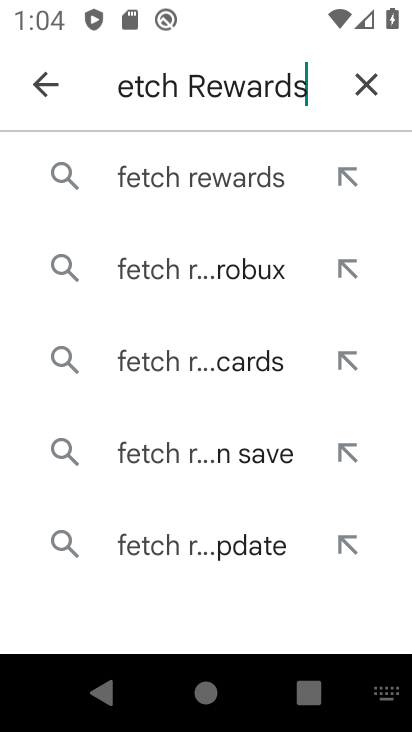 1:04
etch Rewards
fetch rewards
fetch r...robux
fetch r...cards
fetch r...n save
fetch r...pdate